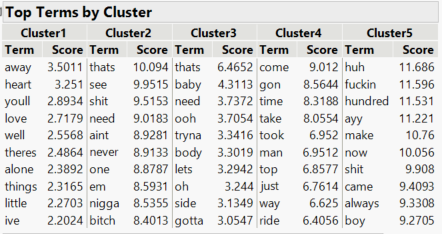 Top Terms by Cluster
Cluster1 Cluster2 Cluster3 Cluster4 Cluster5
Term Score Term Score Term Score Term Score Term Score
away 3.5011 thats 10.094 thats 6.4652 come 9.012 huh 11.686
heart 3.251 see 9.9515 baby 4.3113 gon 8.5644 fuckin 11.596
youll 2.8934 shit 9.5153 need 3.7372 time 8.3188 hundred 11.531
love 2.7179 need 9.0183 ooh 3.7054 take 8.0554 ayy 11.221
well 2.5568 aint 8.9281 tryna 3.3416 took 6.952 make 10.76
theres 2.4864 never 8.9133 body 3.3019 man 6.9512 now 10.056
alone 2.3892 one 8.8787 lets 3.2942 top 6.8577 shit 9.908
things 2.3165 em 8.5931 oh 3.244 just 6.7614 came 9.4093
little 2.2703 nigga 8.5355 side 3.1349 way 6.625 always 9.3308
ive 2.2024 bitch 8.4013 gotta 3.0547 ride 6.4056 boy 9.2705